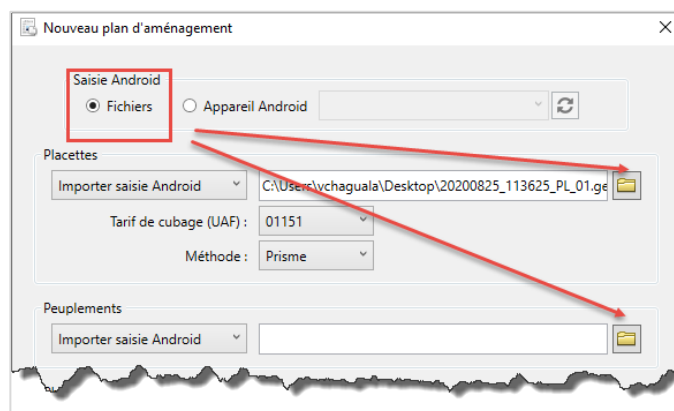 Nouveau plan d'aménagement
Saisie Android
Fichiers Appareil Android
Placettes
Importer saisie Android C:\Users\vchaguala\Desktop\20200825_113625_PL_01.ge
Tarif de cubage (UAF) : 01151
Méthode : Prisme
Peuplements
Importer saisie Android